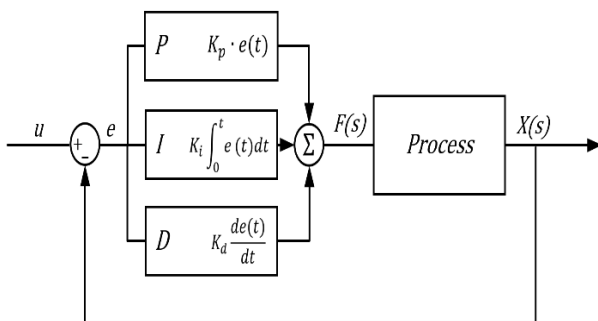 P K_p · e(t)
u + − e I K_i ∫_0^t e (t)dt Σ F(s) Process X(s)
D K_d de(t)/dt